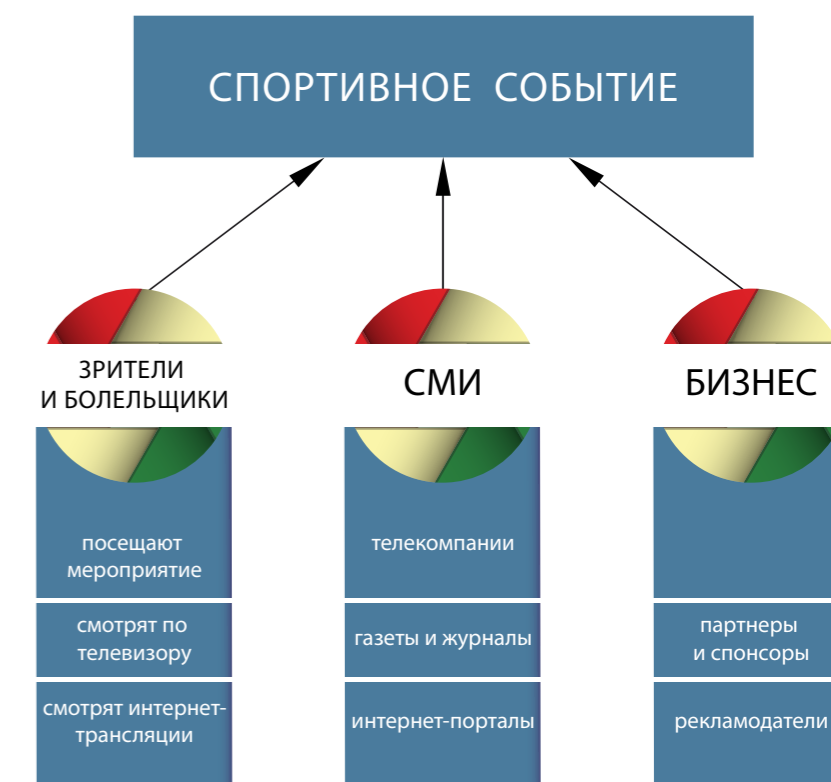 СПОРТИВНОЕ СОБЫТИЕ
ЗРИТЕЛИ
И БОЛЕЛЬЩИКИ
посещают
мероприятие
смотрят по
телевизору
смотрят интернет-
трансляции
СМИ
телекомпании
газеты и журналы
интернет-порталы
БИЗНЕС
партнеры
и спонсоры
рекламодатели